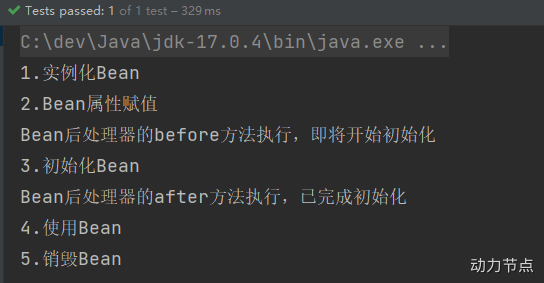 Tests passed: 1 of 1 test – 329 ms
C:\dev\Java\jdk-17.0.4\bin\java.exe ...
1.实例化Bean
2.Bean属性赋值
Bean后处理器的before方法执行，即将开始初始化
3.初始化Bean
Bean后处理器的after方法执行，已完成初始化
4.使用Bean
5.销毁Bean
动力节点